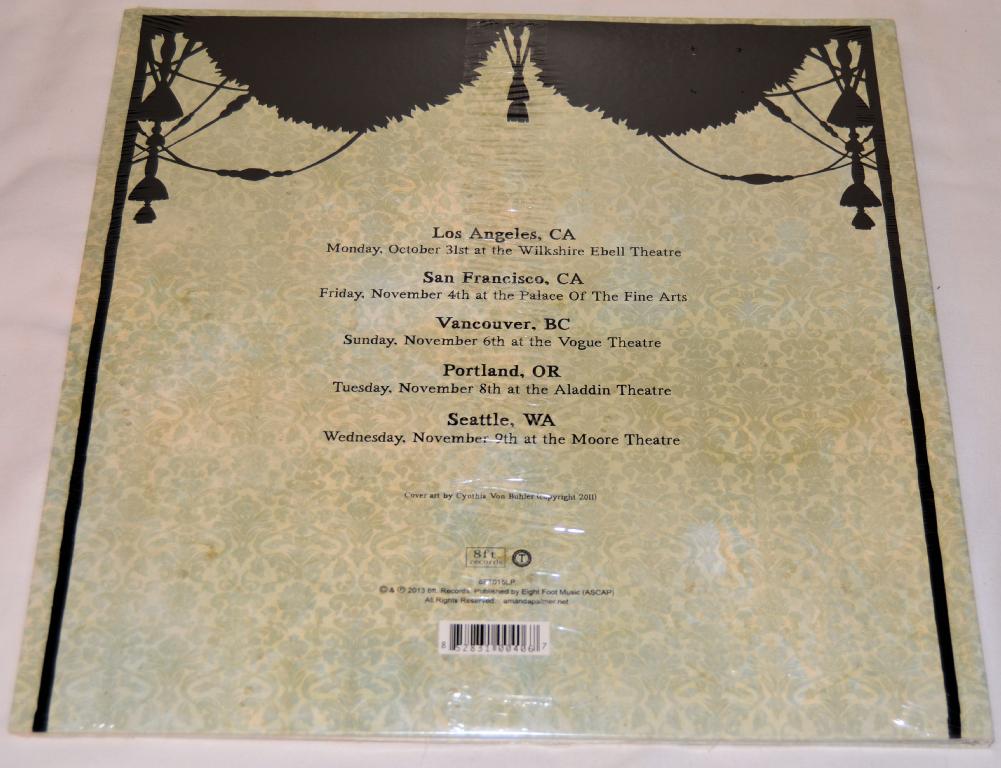 Los Angeles, CA
Monday, October 31st at the Wilkshire Ebell Theatre
San Francisco, CA
Friday, November 4th at the Palace Of The Fine Arts
Vancouver, BC
Sunday, November 6th at the Vogue Theatre
Portland, OR
Tuesday, November 8th at the Aladdin Theatre
Seattle, WA
Wednesday, November 9th at the Moore Theatre
Cover art by Cynthia Von Buhler (copyright 2011)
8ft. records T
© & ℗ 2013 8ft. Records. Published by Eight Foot Music (ASCAP)
All Rights Reserved. amandapalmer.net